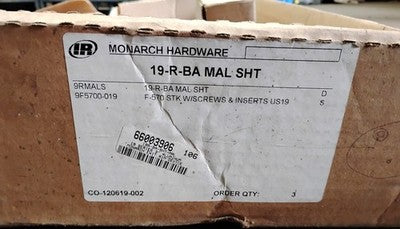 IR MONARCH HARDWARE
19-R-BA MAL SHT
9RMALS 19-R-BA MAL SHT D
9F5700-019 F-570 STK W/SCREWS & INSERTS US19 S
66003906 106
CO-120619-002 ORDER QTY: 3